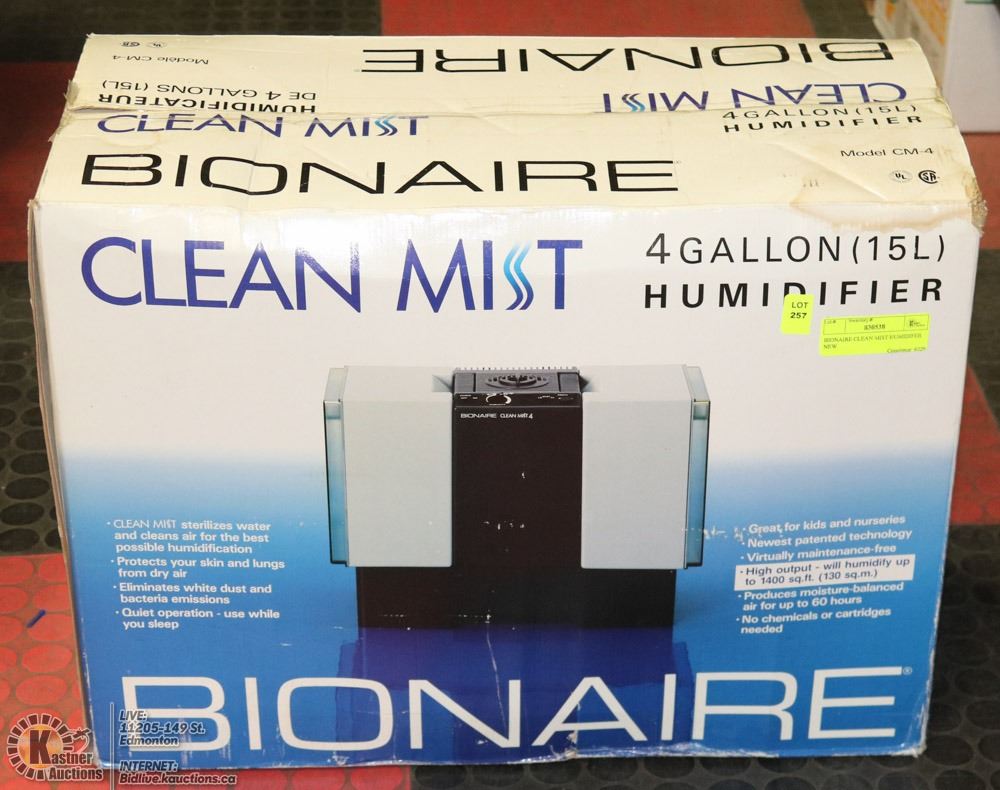 BIONAIRE
Modèle CM-4
CLEAN MIST
HUMIDIFICATEUR
DE 4 GALLONS (15L)
CLEAN MIST
4 GALLON (15L)
HUMIDIFIER
BIONAIRE
Model CM-4
CLEAN MIST
4 GALLON (15L)
HUMIDIFIER
LOT
257
Lot #
Inventory #
BIONAIRE CLEAN MIST HUMIDIFER
NEW
BIONAIRE CLEAN MIST 4
· CLEAN MIST sterilizes water
and cleans air for the best
possible humidification
· Protects your skin and lungs
from dry air
· Eliminates white dust and
bacteria emissions
· Quiet operation - use while
you sleep
· Great for kids and nurseries
· Newest patented technology
· Virtually maintenance-free
· High output - will humidify up
to 1400 sq.ft. (130 sq.m.)
· Produces moisture-balanced
air for up to 60 hours
· No chemicals or cartridges
needed
BIONAIRE®
Kastner
Auctions
LIVE:
11205-149 St.
Edmonton
INTERNET:
Bidlive.kauctions.ca